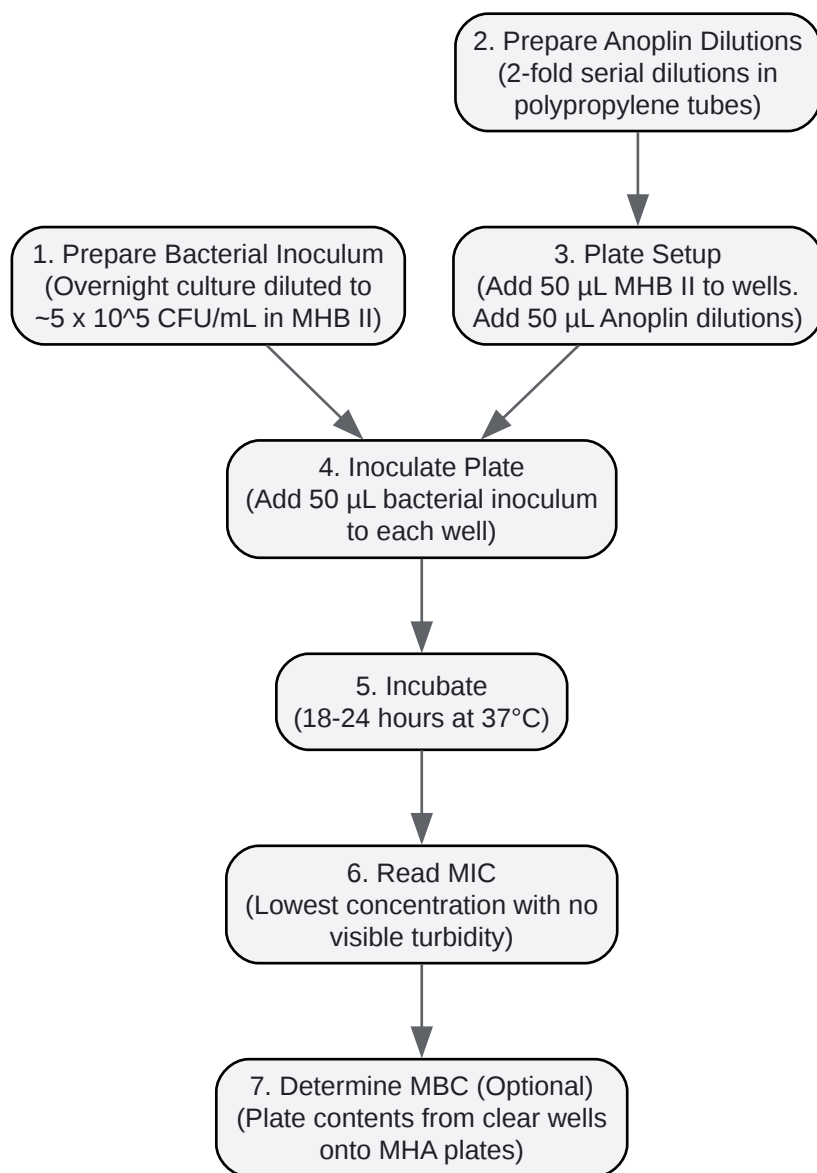 2. Prepare Anoplin Dilutions
(2-fold serial dilutions in
polypropylene tubes)
1. Prepare Bacterial Inoculum
(Overnight culture diluted to
~5 x 10^5 CFU/mL in MHB II)
3. Plate Setup
(Add 50 µL MHB II to wells.
Add 50 µL Anoplin dilutions)
4. Inoculate Plate
(Add 50 µL bacterial inoculum
to each well)
5. Incubate
(18-24 hours at 37°C)
6. Read MIC
(Lowest concentration with no
visible turbidity)
7. Determine MBC (Optional)
(Plate contents from clear wells
onto MHA plates)